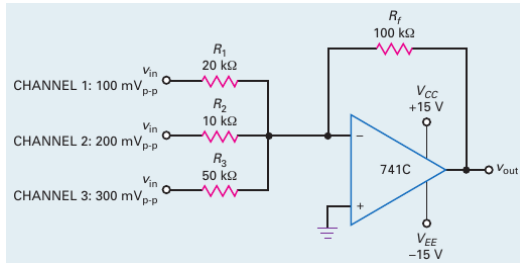 Rf
100 kΩ
R1
20 kΩ
vin
CHANNEL 1: 100 mVp-p
R2
10 kΩ
vin
CHANNEL 2: 200 mVp-p
R3
50 kΩ
vin
CHANNEL 3: 300 mVp-p
VCC
+15 V
−
741C
+
vout
VEE
−15 V